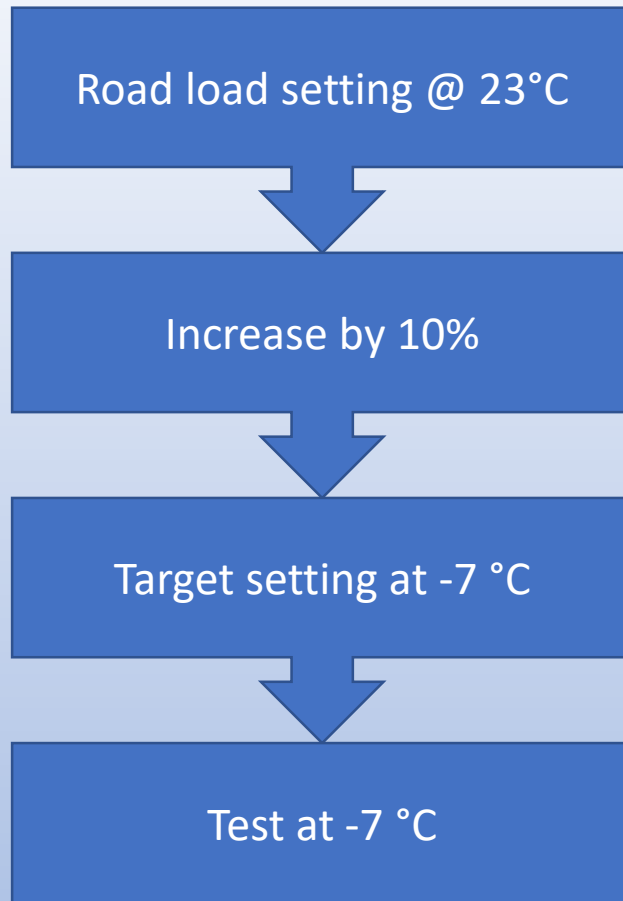 Road load setting @ 23°C
Increase by 10%
Target setting at -7 °C
Test at -7 °C